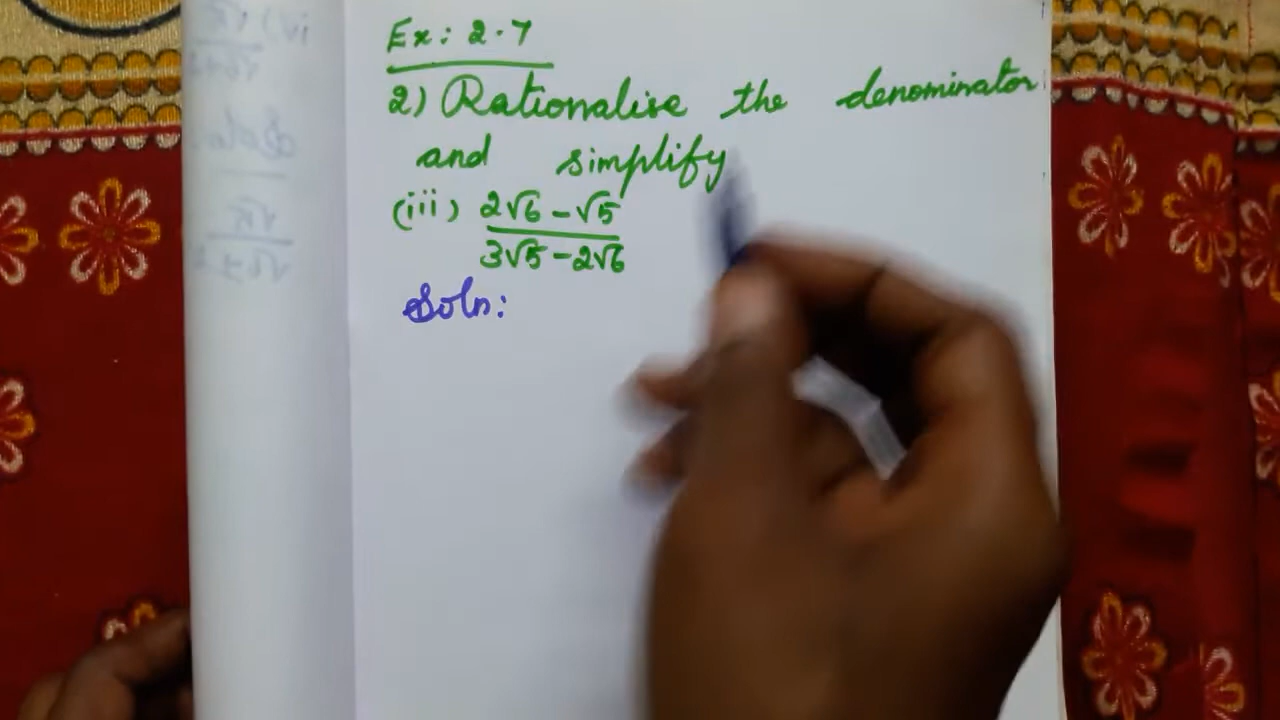 Ex: 2.7
2) Rationalise the denominator
and simplify
(iii) 2√6 - √5
3√5 - 2√6
Soln: